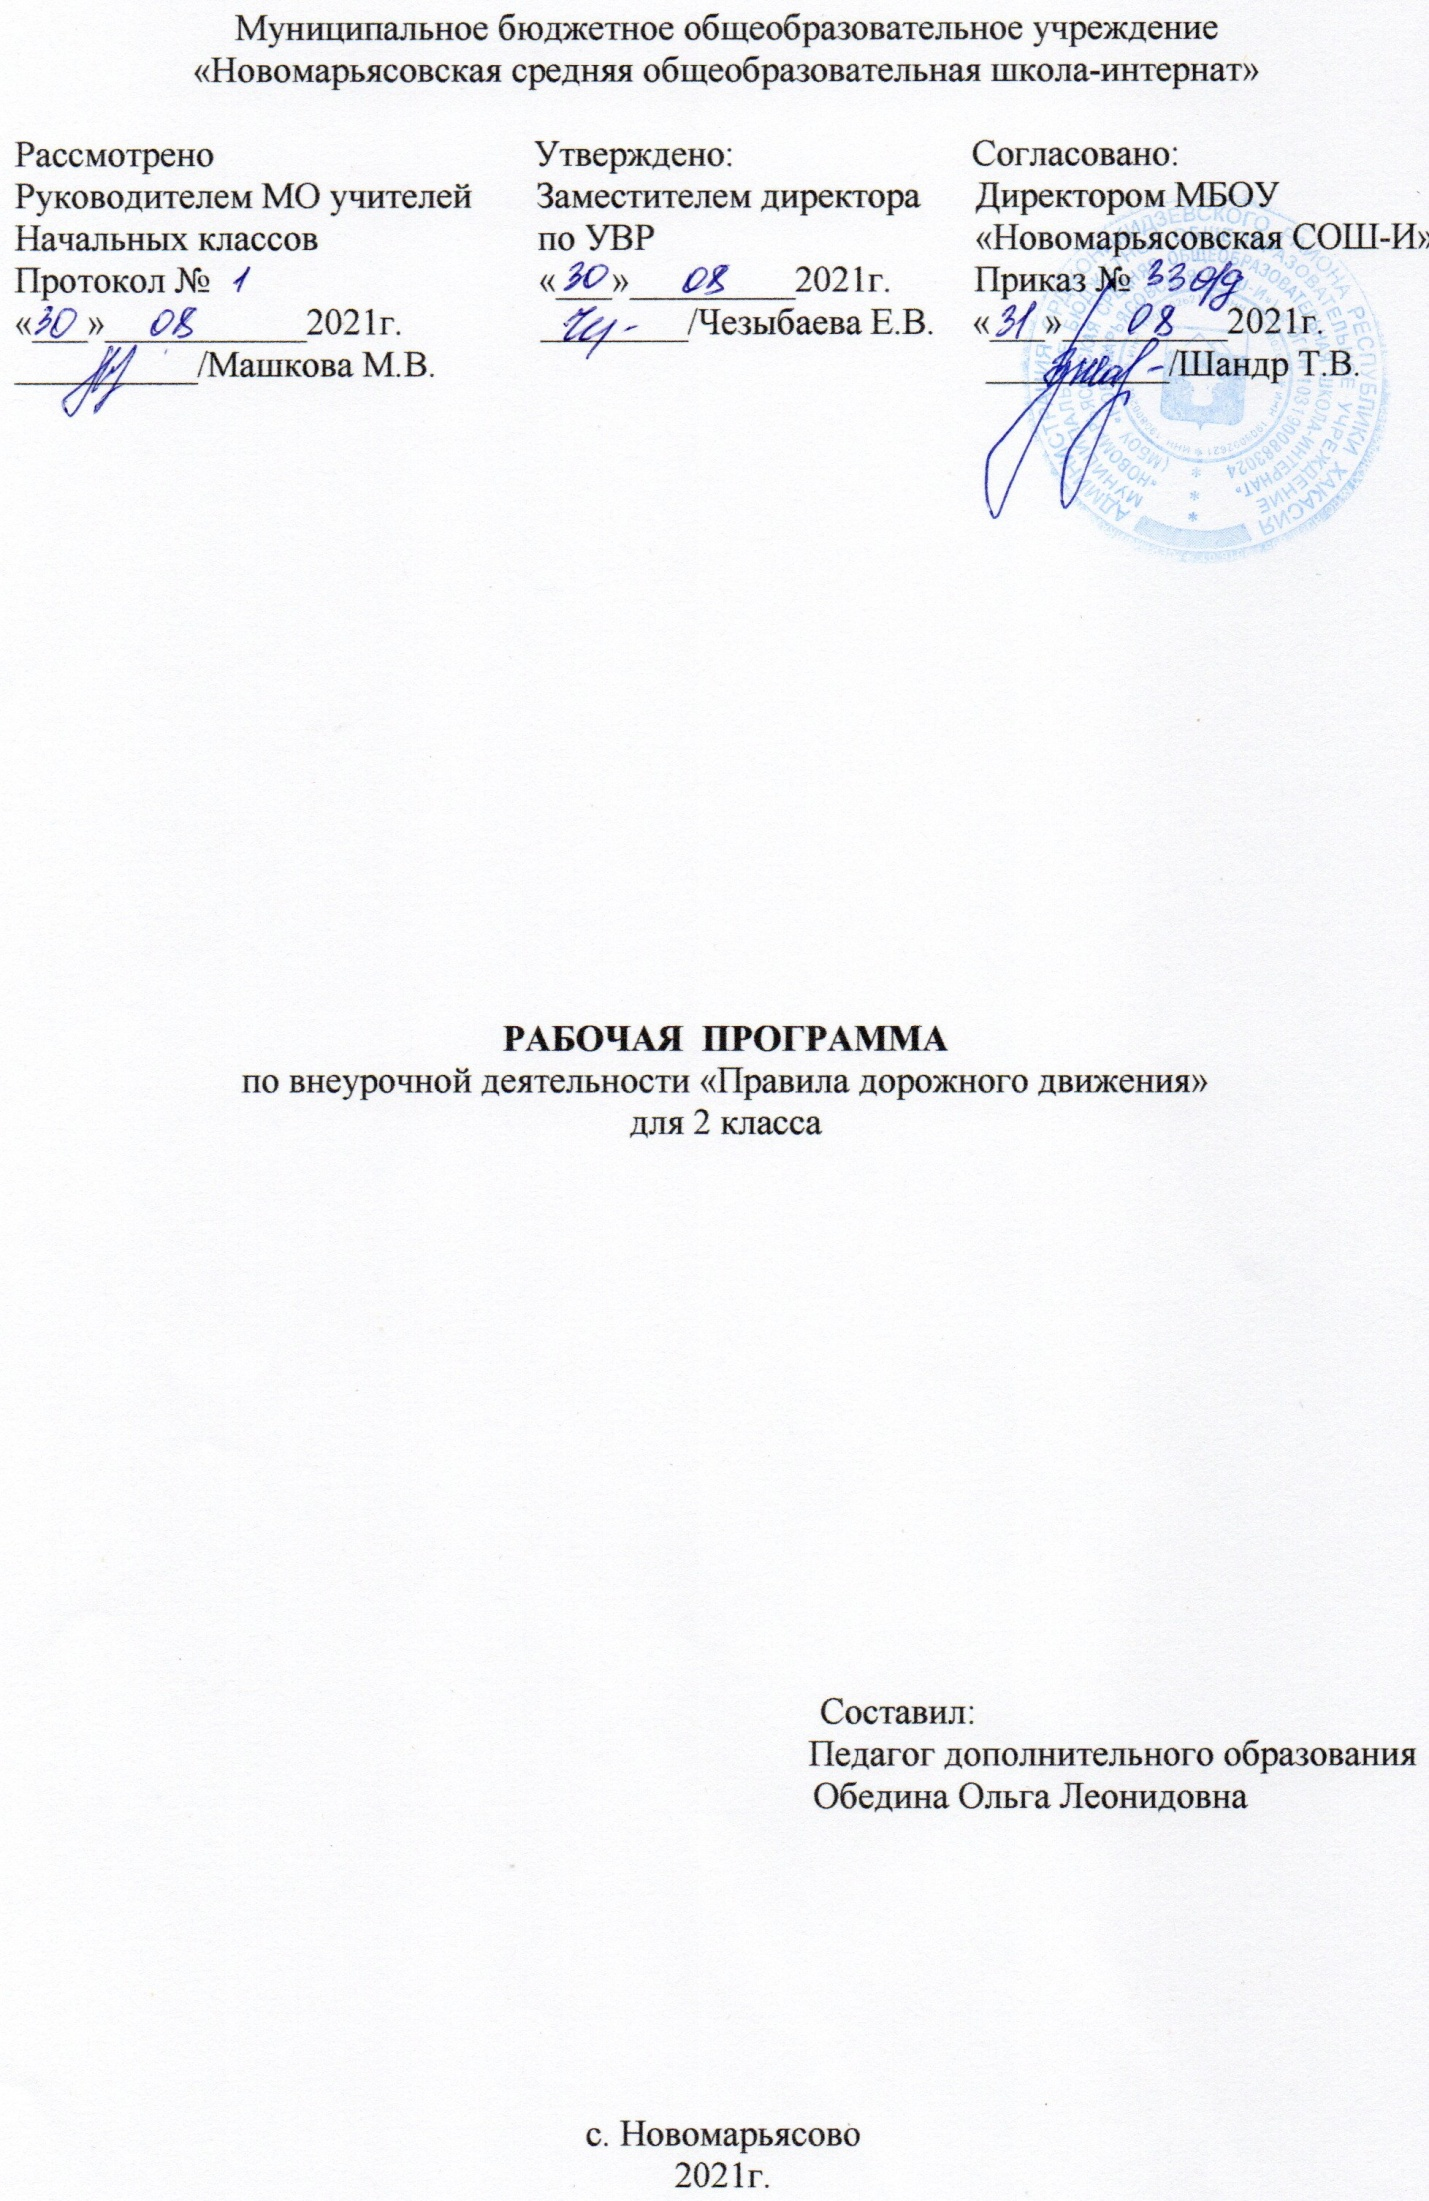 Муниципальное бюджетное общеобразовательное учреждение
«Новомарьясовская средняя общеобразовательная школа-интернат»
Рассмотрено
Руководителем МО учителей
Начальных классов
Протокол № 1
«30» 08 2021г.
/Машкова М.В.
Утверждено:
Заместителем директора
по УВР
«30» 08 2021г.
/Чезыбаева Е.В.
Согласовано:
Директором МБОУ
«Новомарьясовская СОШ-И»
Приказ № 330/д
«31» 08 2021г.
/Шандр Т.В.
РАБОЧАЯ ПРОГРАММА
по внеурочной деятельности «Правила дорожного движения»
для 2 класса
Составил:
Педагог дополнительного образования
Обедина Ольга Леонидовна
с. Новомарьясово
2021г.